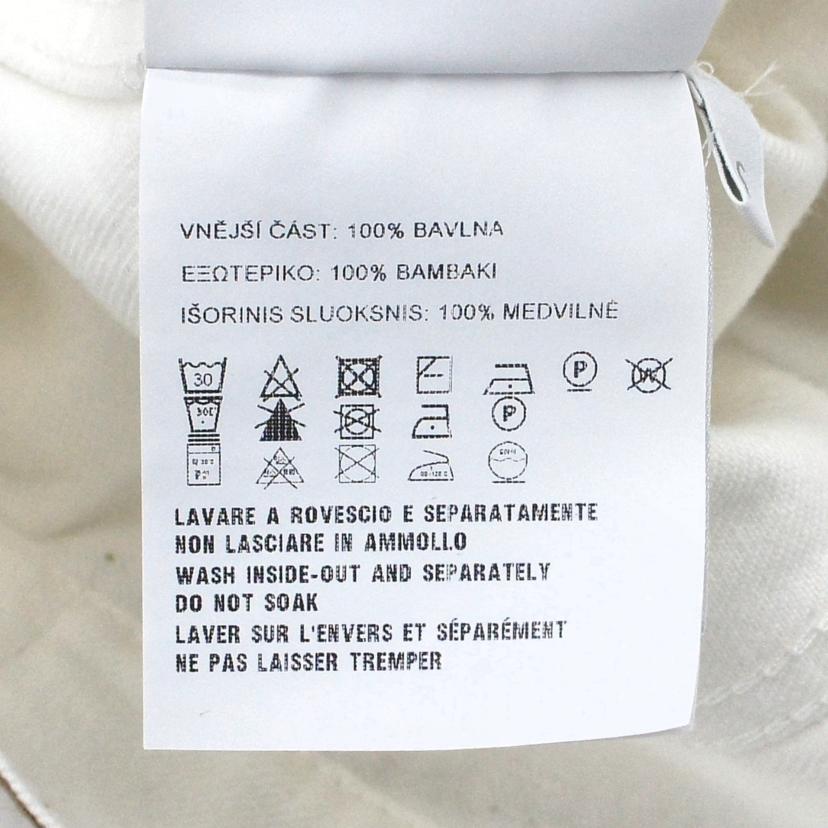 VNĚJŠÍ ČÁST: 100% BAVLNA
ΕΞΩΤΕΡΙΚΟ: 100% ΒΑΜΒΑΚΙ
IŠORINIS SLUOKSNIS: 100% MEDVILNĖ
30 P W
30C P
LAVARE A ROVESCIO E SEPARATAMENTE
NON LASCIARE IN AMMOLLO
WASH INSIDE-OUT AND SEPARATELY
DO NOT SOAK
LAVER SUR L'ENVERS ET SÉPARÉMENT
NE PAS LAISSER TREMPER